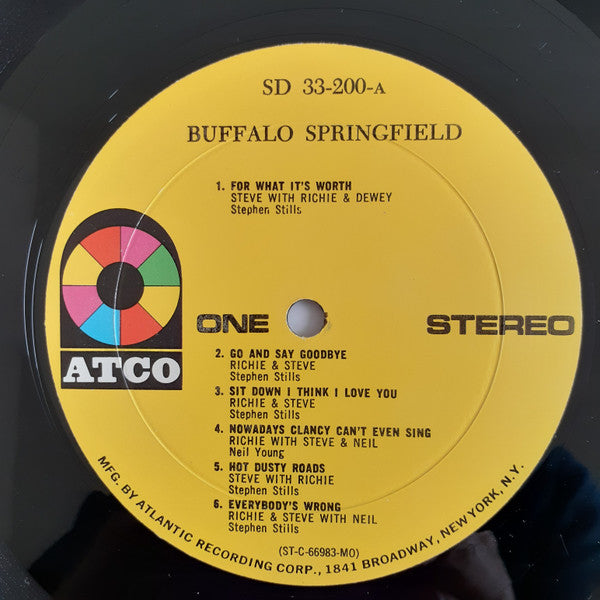 SD 33-200-A
BUFFALO SPRINGFIELD
1. FOR WHAT IT'S WORTH
STEVE WITH RICHIE & DEWEY
Stephen Stills
ATCO
ONE
STEREO
2. GO AND SAY GOODBYE
RICHIE & STEVE
Stephen Stills
3. SIT DOWN I THINK I LOVE YOU
RICHIE & STEVE
Stephen Stills
4. NOWADAYS CLANCY CAN'T EVEN SING
RICHIE WITH STEVE & NEIL
Neil Young
5. HOT DUSTY ROADS
STEVE WITH RICHIE
Stephen Stills
6. EVERYBODY'S WRONG
RICHIE & STEVE WITH NEIL
Stephen Stills
(ST-C-66983-MO)
MFG. BY ATLANTIC RECORDING CORP., 1841 BROADWAY, NEW YORK, N.Y.